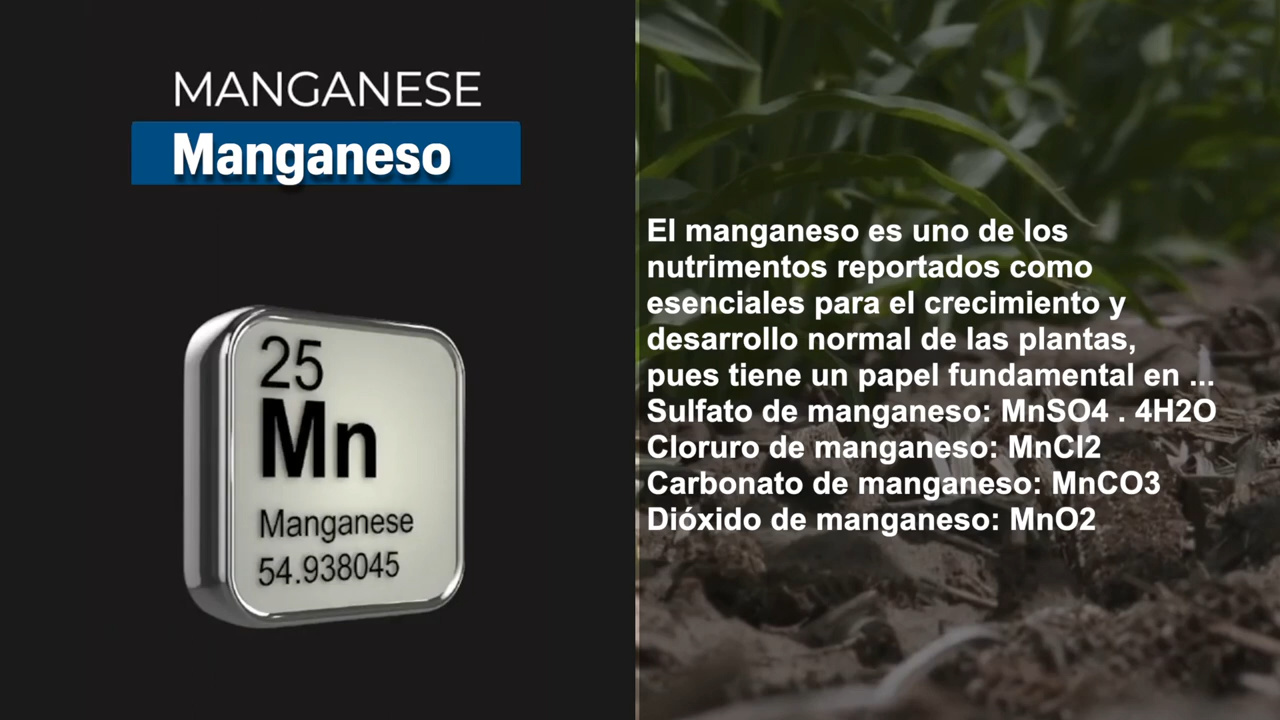 MANGANESE
Manganeso
25
Mn
Manganese
54.938045
El manganeso es uno de los
nutrimentos reportados como
esenciales para el crecimiento y
desarrollo normal de las plantas,
pues tiene un papel fundamental en ...
Sulfato de manganeso: MnSO4 . 4H2O
Cloruro de manganeso: MnCl2
Carbonato de manganeso: MnCO3
Dióxido de manganeso: MnO2